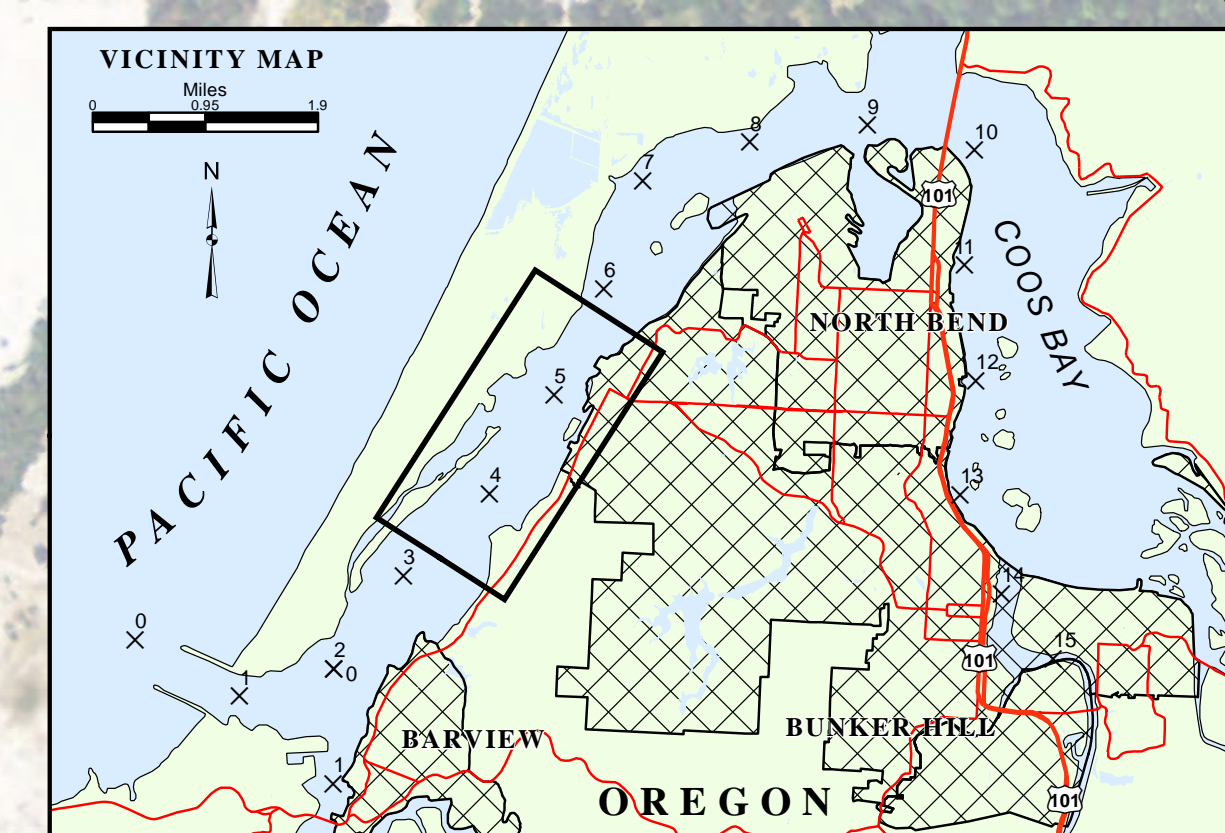 VICINITY MAP
Miles
0 0.95 1.9
N
PACIFIC OCEAN
9
8
10
7
101
COOS BAY
11
6
NORTH BEND
5
12
4
13
3
14
0
2
0
15
1
101
BARVIEW
BUNKER HILL
1
OREGON
101